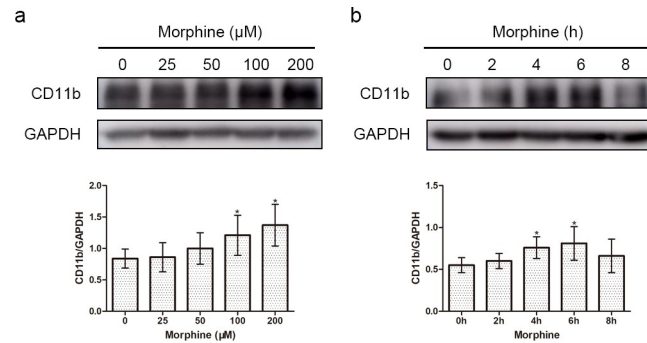 a
Morphine (µM)
0 25 50 100 200
CD11b
GAPDH
2.0
1.5
1.0
0.5
0.0
CD11b/GAPDH
* *
0 25 50 100 200
Morphine (µM)
b
Morphine (h)
0 2 4 6 8
CD11b
GAPDH
1.5
1.0
0.5
0.0
CD11b/GAPDH
* *
0h 2h 4h 6h 8h
Morphine